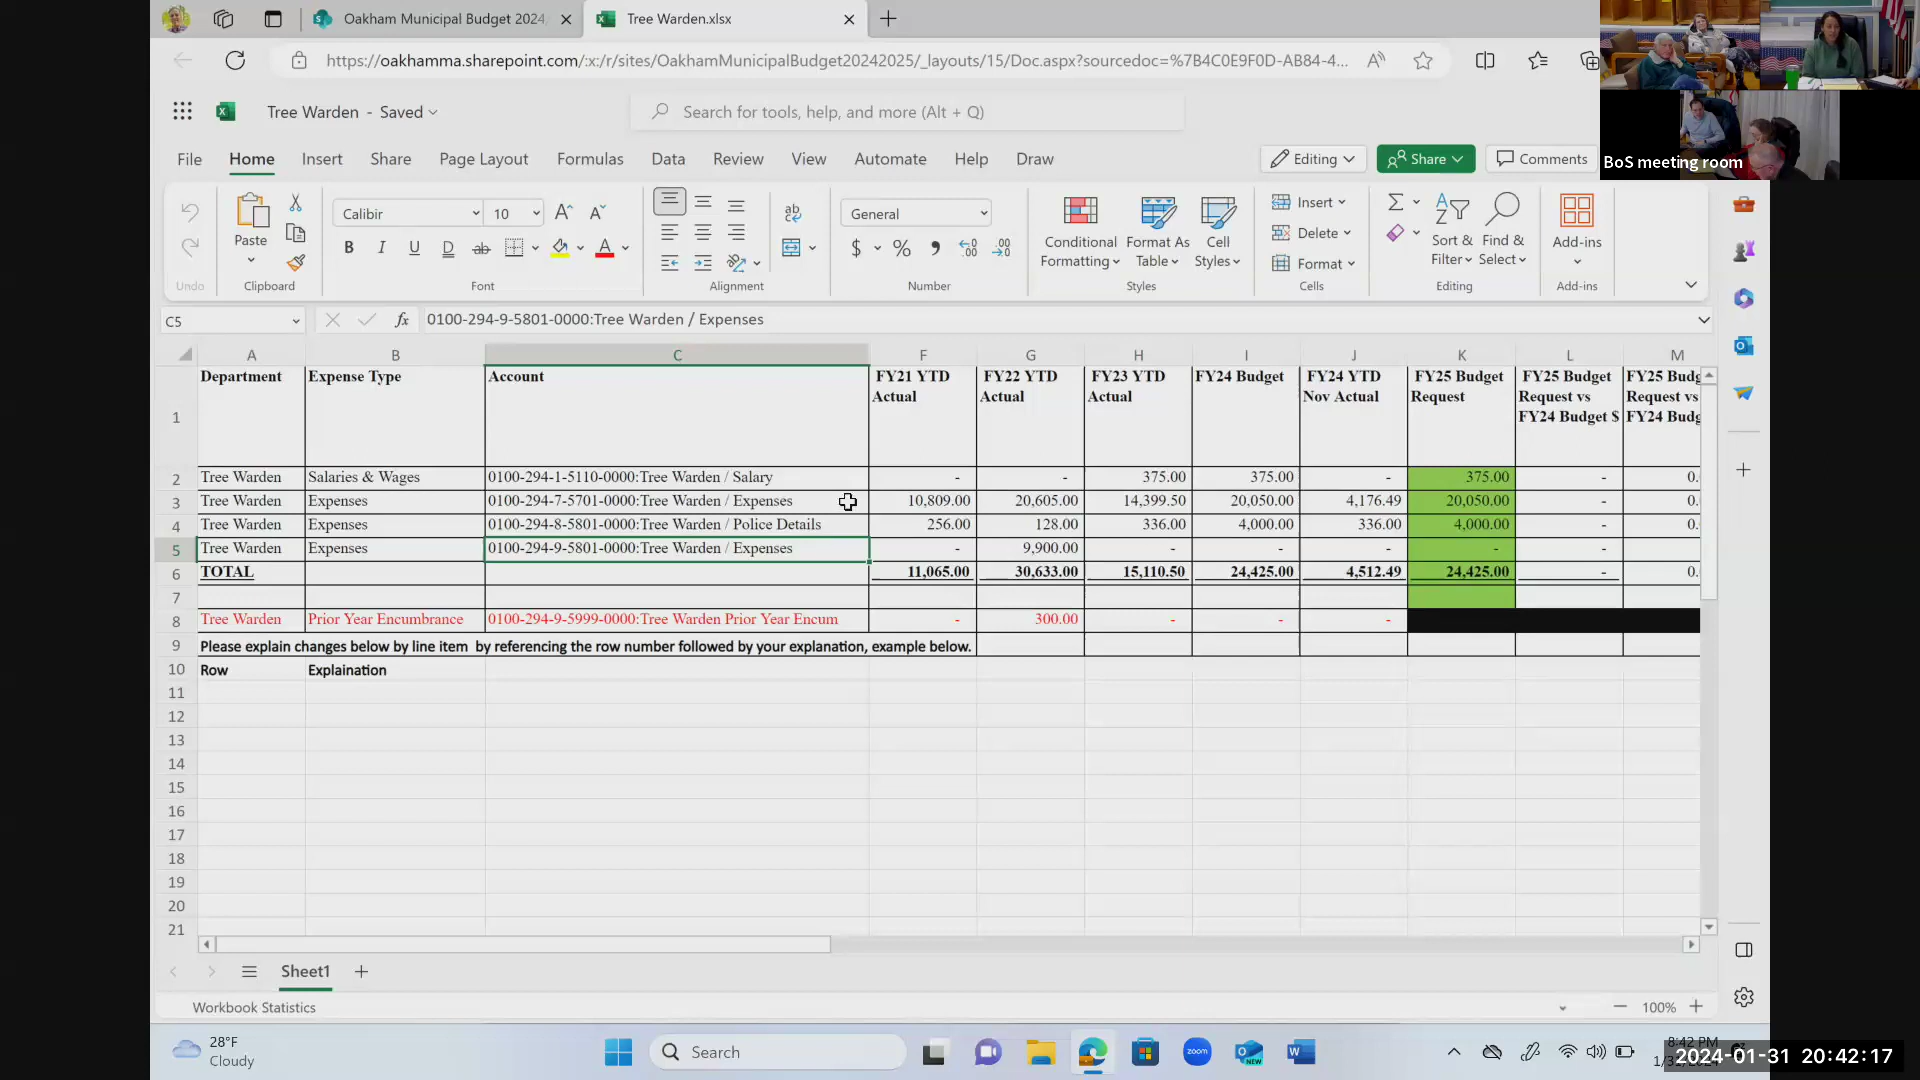 Oakham Municipal Budget 2024
Tree Warden.xlsx
https://oakhamma.sharepoint.com/:x:/r/sites/OakhamMunicipalBudget20242025/_layouts/15/Doc.aspx?sourcedoc=%7B4C0E9F0D-AB84-4...
Tree Warden - Saved
Search for tools, help, and more (Alt + Q)
File Home Insert Share Page Layout Formulas Data Review View Automate Help Draw
Editing Share Comments
BoS meeting room
Paste
Calibir 10
General
Conditional Formatting
Format As Table
Cell Styles
Insert
Delete
Format
Sort & Filter
Find & Select
Add-ins
Undo Clipboard Font Alignment Number Styles Cells Editing Add-ins
C5 fx 0100-294-9-5801-0000:Tree Warden / Expenses
A B C F G H I J K L M
1 Department Expense Type Account FY21 YTD Actual FY22 YTD Actual FY23 YTD Actual FY24 Budget FY24 YTD Nov Actual FY25 Budget Request FY25 Budget Request vs FY24 Budget $ FY25 Budg Request vs FY24 Budg
2 Tree Warden Salaries & Wages 0100-294-1-5110-0000:Tree Warden / Salary - - 375.00 375.00 - 375.00 - 0.
3 Tree Warden Expenses 0100-294-7-5701-0000:Tree Warden / Expenses 10,809.00 20,605.00 14,399.50 20,050.00 4,176.49 20,050.00 - 0.
4 Tree Warden Expenses 0100-294-8-5801-0000:Tree Warden / Police Details 256.00 128.00 336.00 4,000.00 336.00 4,000.00 - 0.
5 Tree Warden Expenses 0100-294-9-5801-0000:Tree Warden / Expenses - 9,900.00 - - - - - 0.
6 TOTAL 11,065.00 30,633.00 15,110.50 24,425.00 4,512.49 24,425.00 - 0.
7
8 Tree Warden Prior Year Encumbrance 0100-294-9-5999-0000:Tree Warden Prior Year Encum - 300.00 - - -
9 Please explain changes below by line item by referencing the row number followed by your explanation, example below.
10 Row Explaination
11
12
13
14
15
16
17
18
19
20
21
Sheet1
Workbook Statistics
100%
28°F
Cloudy
Search
zoom
NEW
8:42 PM
2024-01-31 20:42:17